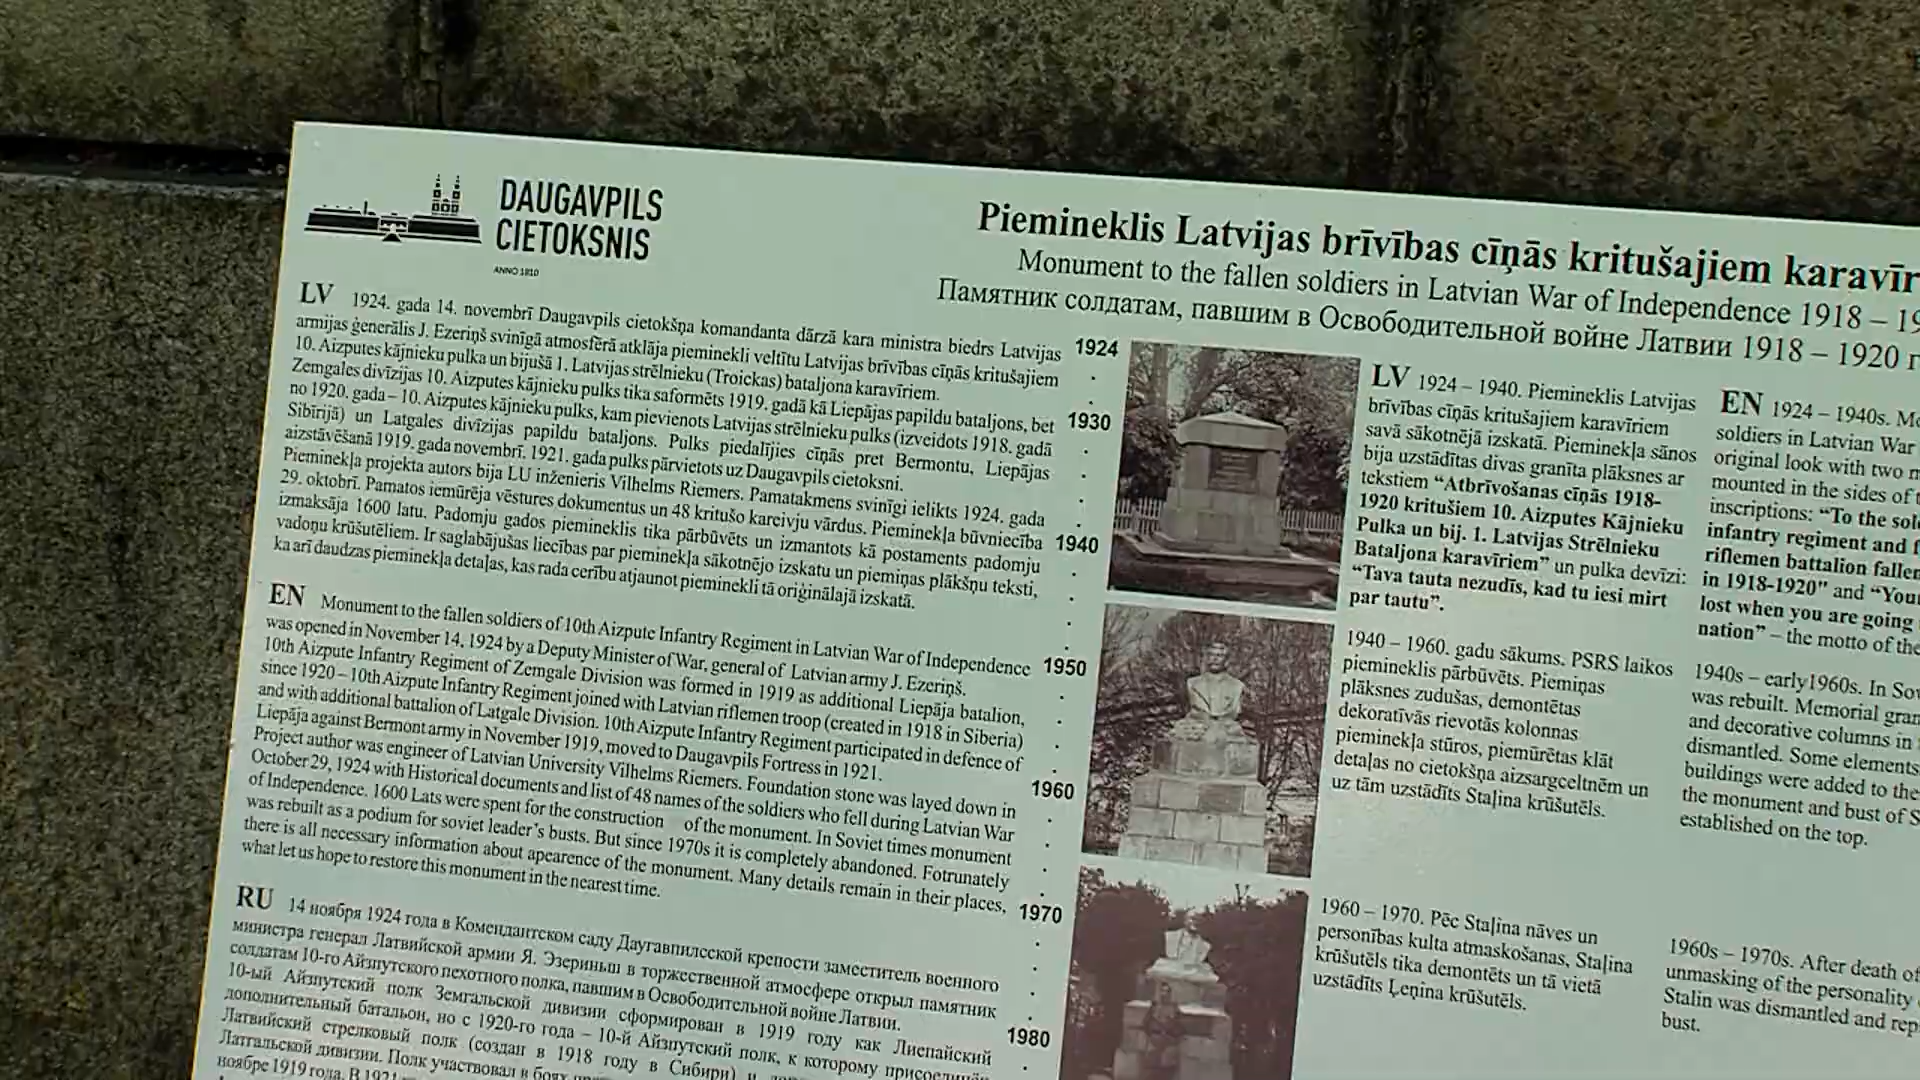 DAUGAVPILS
CIETOKSNIS
ANNO 1810
Piemineklis Latvijas brīvības cīņās kritušajiem
Monument to the fallen soldiers in Latvian War of Independence 1918 –
Памятник солдатам, павшим в Освободительной войне Латвии 1918 – 1920
LV 1924. gada 14. novembrī Daugavpils cietokšņa komandanta dārzā kara ministra biedrs Latvijas
armijas ģenerālis J. Ezeriņš svinīgā atmosfērā atklāja pieminekli veltītu Latvijas brīvības cīņās kritušajiem
10. Aizputes kājnieku pulka un bijušā 1. Latvijas strēlnieku (Troickas) bataljona karavīriem.
Zemgales divīzijas 10. Aizputes kājnieku pulks tika saformēts 1919. gadā kā Liepājas papildu bataljons, bet
no 1920. gada – 10. Aizputes kājnieku pulks, kam pievienots Latvijas strēlnieku pulks (izveidots 1918. gadā
Sibīrijā) un Latgales divīzijas papildu bataljons. Pulks piedalījies cīņās pret Bermontu, Liepājas
aizstāvēšanā 1919. gada novembrī. 1921. gada pulks pārvietots uz Daugavpils cietoksni.
Pieminekļa projekta autors bija LU inženieris Vilhelms Riemers. Pamatakmens svinīgi ielikts 1924. gada
29. oktobrī. Pamatos iemūrēja vēstures dokumentus un 48 kritušo kareivju vārdus. Pieminekļa būvniecība
izmaksāja 1600 latu. Padomju gados piemineklis tika pārbūvēts un izmantots kā postaments padomju
vadoņu krūšutēliem. Ir saglabājušas liecības par pieminekļa sākotnējo izskatu un piemiņas plākšņu teksti,
ka arī daudzas pieminekļa detaļas, kas rada cerību atjaunot pieminekli tā oriģinālajā izskatā.
EN Monument to the fallen soldiers of 10th Aizpute Infantry Regiment in Latvian War of Independence
was opened in November 14, 1924 by a Deputy Minister of War, general of Latvian army J. Ezeriņš.
10th Aizpute Infantry Regiment of Zemgale Division was formed in 1919 as additional Liepāja batalion,
since 1920 – 10th Aizpute Infantry Regiment joined with Latvian riflemen troop (created in 1918 in Siberia)
and with additional battalion of Latgale Division. 10th Aizpute Infantry Regiment participated in defence of
Liepāja against Bermont army in November 1919, moved to Daugavpils Fortress in 1921.
Project author was engineer of Latvian University Vilhelms Riemers. Foundation stone was layed down in
October 29, 1924 with Historical documents and list of 48 names of the soldiers who fell during Latvian War
of Independence. 1600 Lats were spent for the construction of the monument. In Soviet times monument
was rebuilt as a podium for soviet leader's busts. But since 1970s it is completely abandoned. Fotrunately
there is all necessary information about apearence of the monument. Many details remain in their places,
what let us hope to restore this monument in the nearest time.
RU 14 ноября 1924 года в Комендантском саду Даугавпилсской крепости заместитель военного
министра генерал Латвийской армии Я. Эзериньш в торжественной атмосфере открыл памятник
солдатам 10-го Айзпутского пехотного полка, павшим в Освободительной войне Латвии.
10-ый Айзпутский полк Земгальской дивизии сформирован в 1919 году как Лиепайский
дополнительный батальон, но с 1920-го года – 10-й Айзпутский полк, к которому присоединён
Латвийский стрелковый полк (создан в 1918 году в Сибири) и
Латгальской дивизии. Полк участвовал в боях
ноябре 1919 года. В 1921
1924
1930
1940
1950
1960
1970
1980
LV 1924 – 1940. Piemineklis Latvijas
brīvības cīņās kritušajiem karavīriem
savā sākotnējā izskatā. Pieminekļa sānos
bija uzstādītas divas granīta plāksnes ar
tekstiem “Atbrīvošanas cīņās 1918-
1920 kritušiem 10. Aizputes Kājnieku
Pulka un bij. 1. Latvijas Strēlnieku
Bataljona karavīriem” un pulka devīzi:
“Tava tauta nezudīs, kad tu iesi mirt
par tautu”.
1940 – 1960. gadu sākums. PSRS laikos
piemineklis pārbūvēts. Piemiņas
plāksnes zudušas, demontētas
dekoratīvās rievotās kolonnas
pieminekļa stūros, piemūrētas klāt
detaļas no cietokšņa aizsargceltnēm un
uz tām uzstādīts Staļina krūšutēls.
1960 – 1970. Pēc Staļina nāves un
personības kulta atmaskošanas, Staļina
krūšutēls tika demontēts un tā vietā
uzstādīts Ļeņina krūšutēls.
EN 1924 – 1940s.
soldiers in Latvian War
original look with two
mounted in the sides of
inscriptions: “To the
infantry regiment and
riflemen battalion
in 1918-1920” and
lost when you are going
nation” – the motto of the
1940s – early1960s. In
was rebuilt. Memorial
and decorative columns in
dismantled. Some elements
buildings were added to the
the monument and bust of
established on the top.
1960s – 1970s. After death of
unmasking of the personality
Stalin was dismantled and
bust.